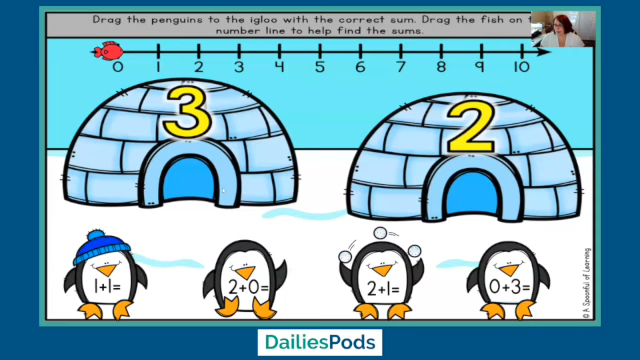 Drag the penguins to the igloo with the correct sum. Drag the fish on
number line to help find the sums.
0 1 2 3 4 5 6 7 8 9 10
3
2
1+1=
2+0=
2+1=
0+3=
© A Spoonful of Learning
DailiesPods